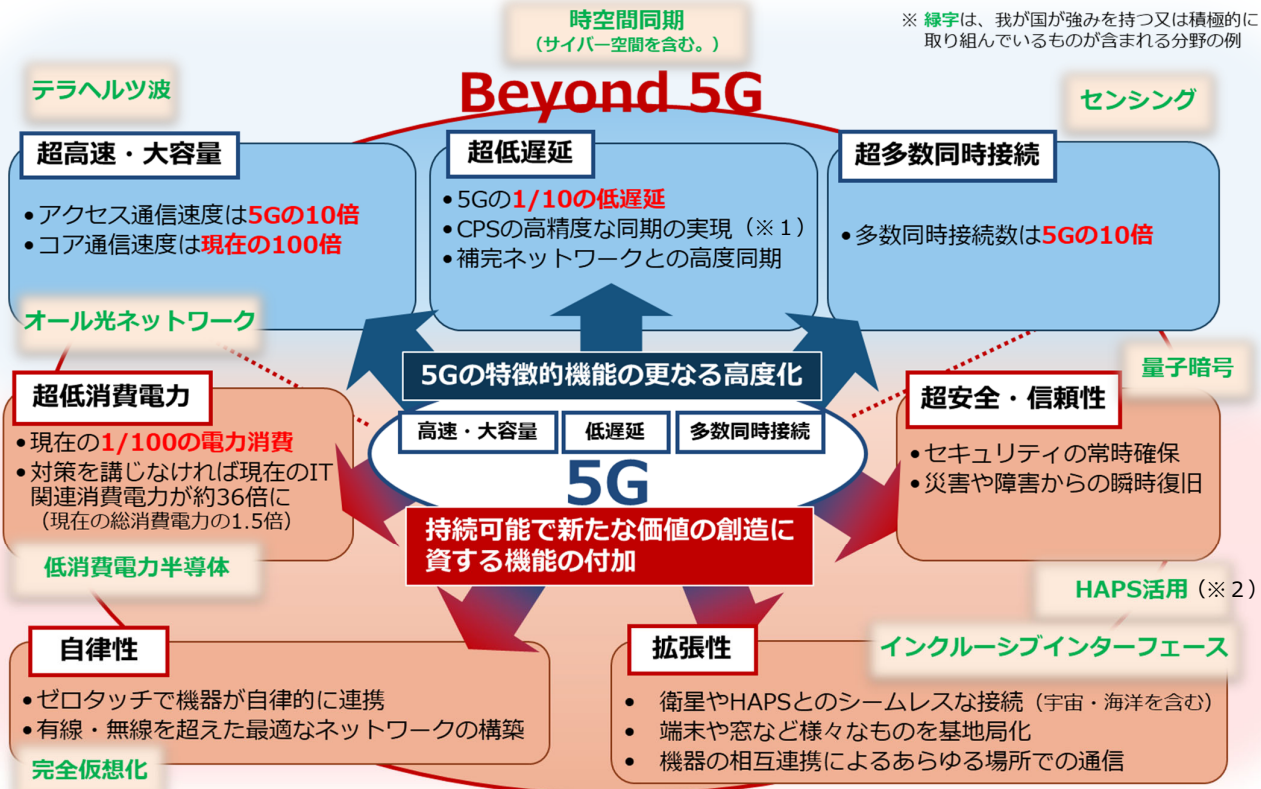 時空間同期
(サイバー空間を含む。)
※ 緑字は、我が国が強みを持つ又は積極的に
取り組んでいるものが含まれる分野の例
テラヘルツ波
Beyond 5G
センシング
超高速・大容量
•アクセス通信速度は5Gの10倍
•コア通信速度は現在の100倍
超低遅延
•5Gの1/10の低遅延
•CPSの高精度な同期の実現(※1)
•補完ネットワークとの高度同期
超多数同時接続
•多数同時接続数は5Gの10倍
オール光ネットワーク
5Gの特徴的機能の更なる高度化
量子暗号
超低消費電力
•現在の1/100の電力消費
•対策を講じなければ現在のIT
関連消費電力が約36倍に
(現在の総消費電力の1.5倍)
高速・大容量
低遅延
多数同時接続
5G
超安全・信頼性
•セキュリティの常時確保
•災害や障害からの瞬時復旧
持続可能で新たな価値の創造に
資する機能の付加
低消費電力半導体
HAPS活用(※2)
自律性
•ゼロタッチで機器が自律的に連携
•有線・無線を超えた最適なネットワークの構築
完全仮想化
拡張性
インクルーシブインターフェース
• 衛星やHAPSとのシームレスな接続(宇宙・海洋を含む)
• 端末や窓など様々なものを基地局化
• 機器の相互連携によるあらゆる場所での通信